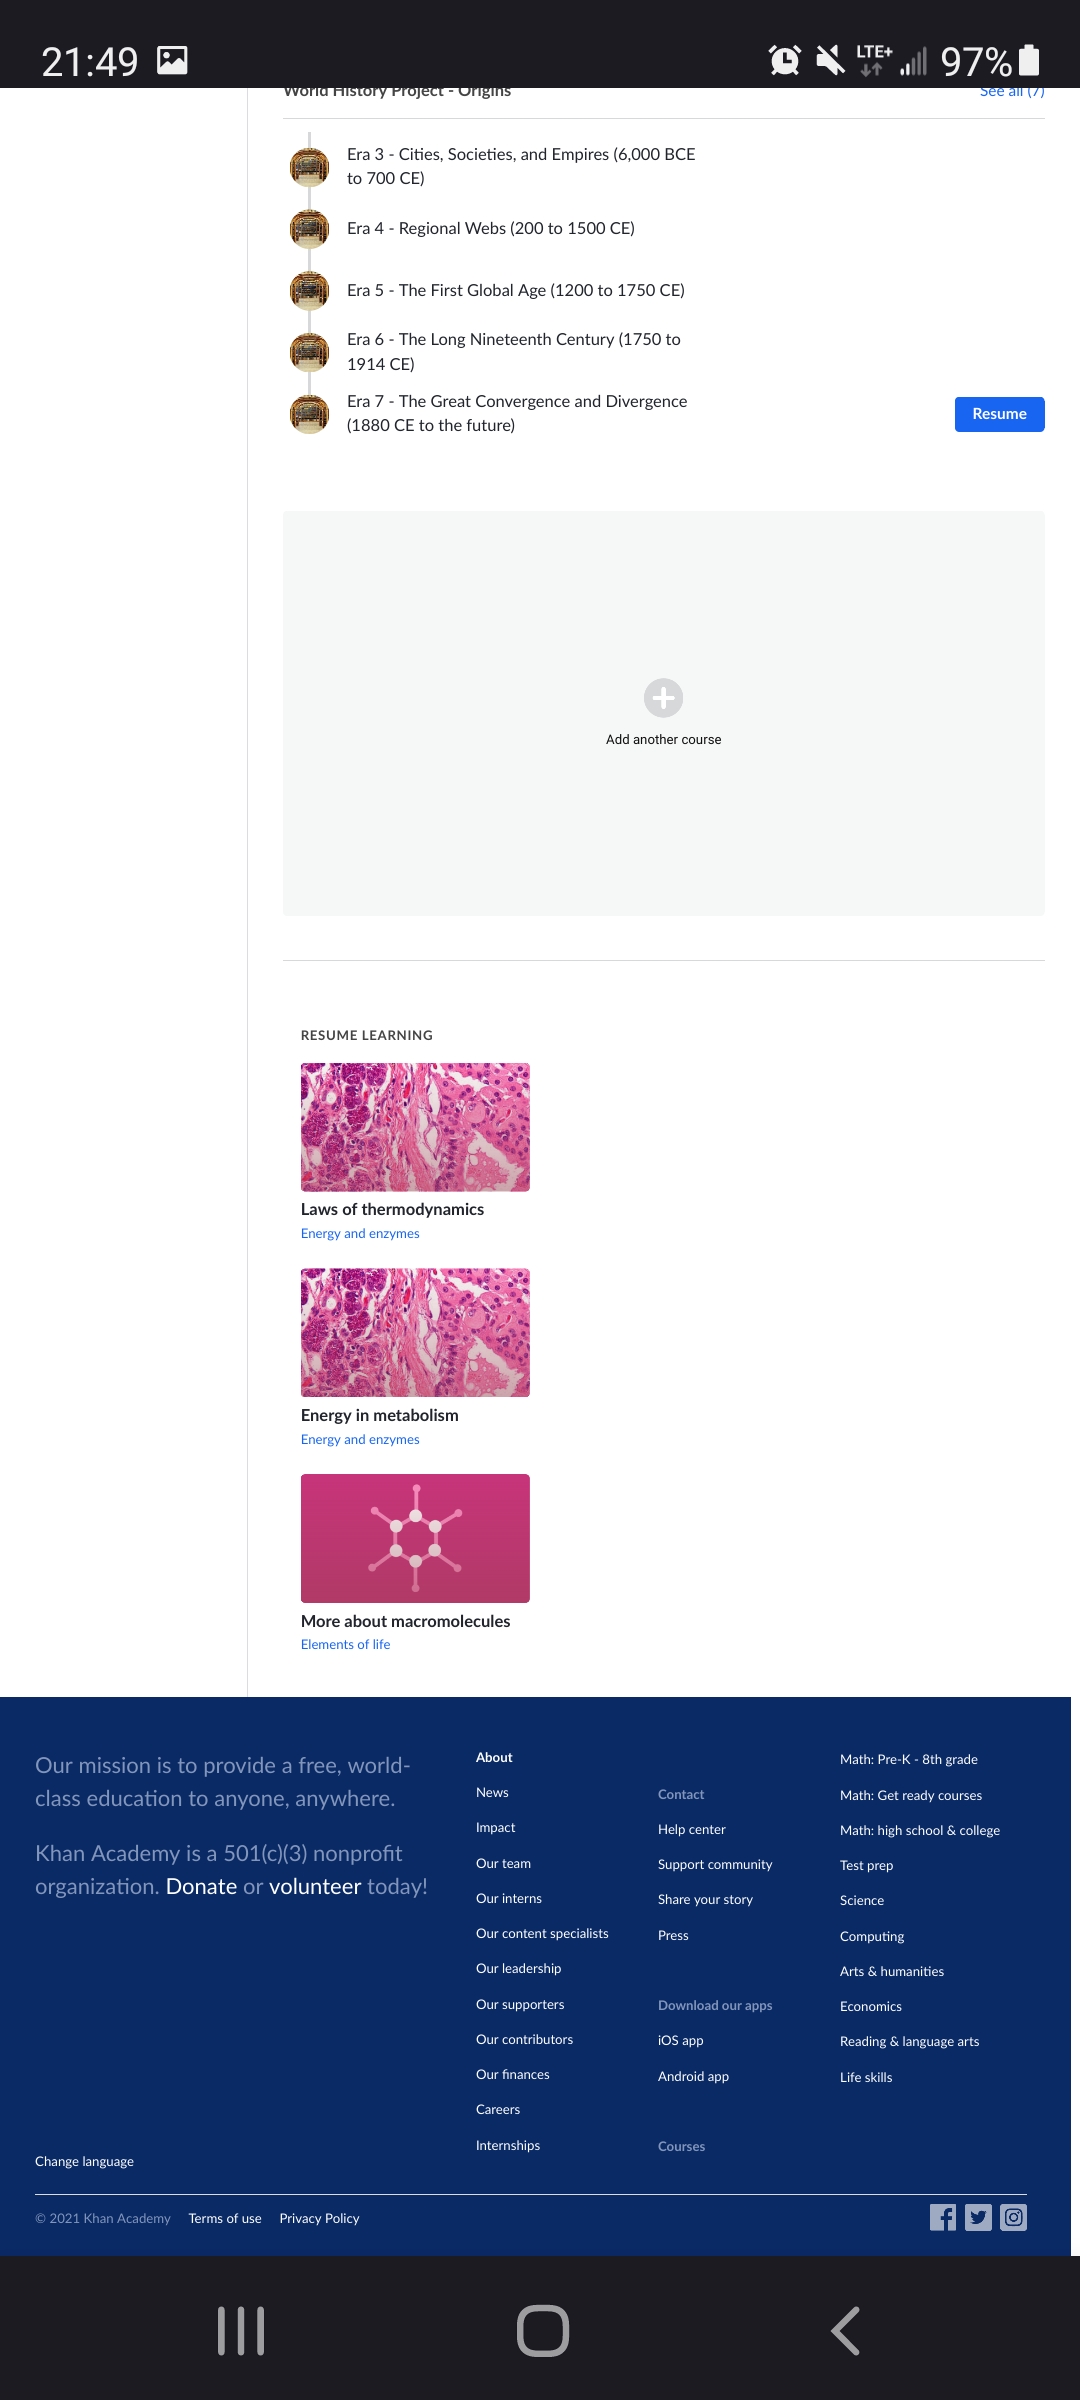 21:49
LTE+
97%
World History Project - Origins
See all (7)
Era 3 - Cities, Societies, and Empires (6,000 BCE
to 700 CE)
Era 4 - Regional Webs (200 to 1500 CE)
Era 5 - The First Global Age (1200 to 1750 CE)
Era 6 - The Long Nineteenth Century (1750 to
1914 CE)
Era 7 - The Great Convergence and Divergence
(1880 CE to the future)
Resume
Add another course
RESUME LEARNING
Laws of thermodynamics
Energy and enzymes
Energy in metabolism
Energy and enzymes
More about macromolecules
Elements of life
Our mission is to provide a free, world-
class education to anyone, anywhere.
Khan Academy is a 501(c)(3) nonprofit
organization. Donate or volunteer today!
Change language
About
News
Impact
Our team
Our interns
Our content specialists
Our leadership
Our supporters
Our contributors
Our finances
Careers
Internships
Contact
Help center
Support community
Share your story
Press
Download our apps
iOS app
Android app
Courses
Math: Pre-K - 8th grade
Math: Get ready courses
Math: high school & college
Test prep
Science
Computing
Arts & humanities
Economics
Reading & language arts
Life skills
© 2021 Khan Academy
Terms of use
Privacy Policy